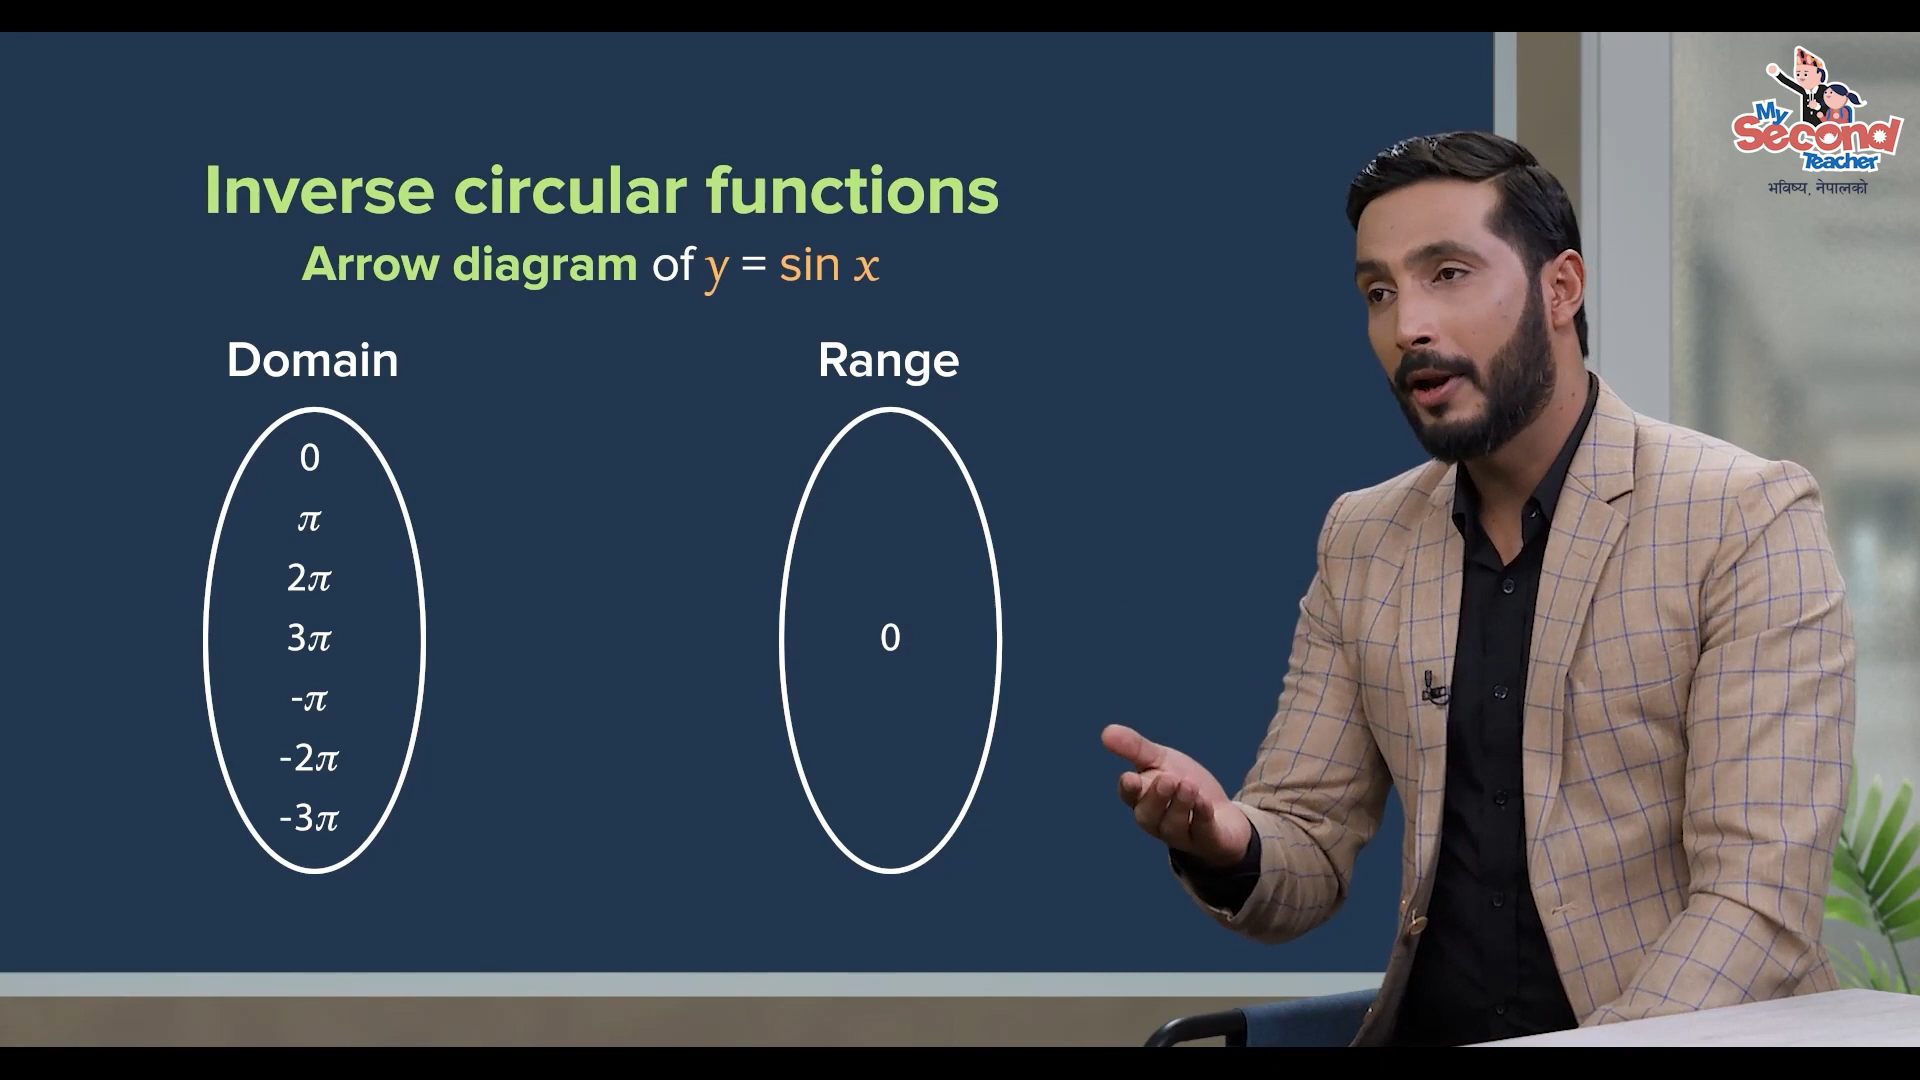 My
Second
Teacher
भविष्य, नेपालको
Inverse circular functions
Arrow diagram of y = sin x
Domain
Range
0
π
2π
3π
-π
-2π
-3π
0